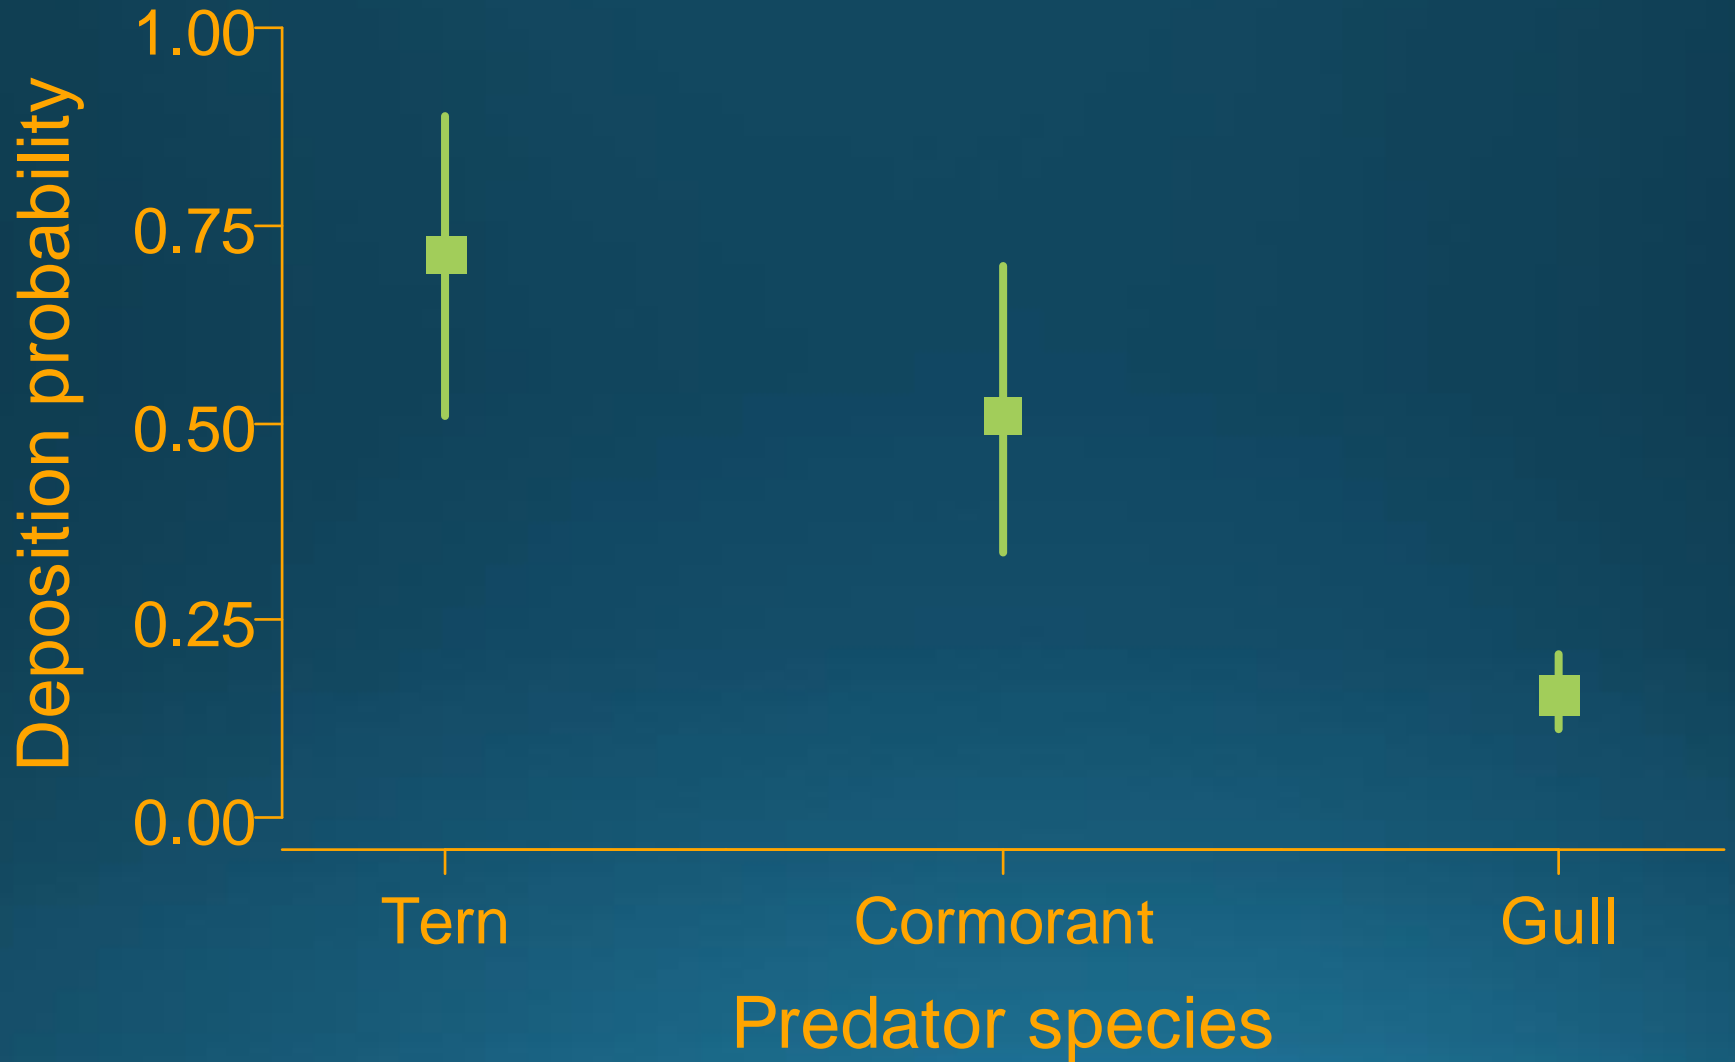 Deposition probability
1.00
0.75
0.50
0.25
0.00
Tern
Cormorant
Gull
Predator species